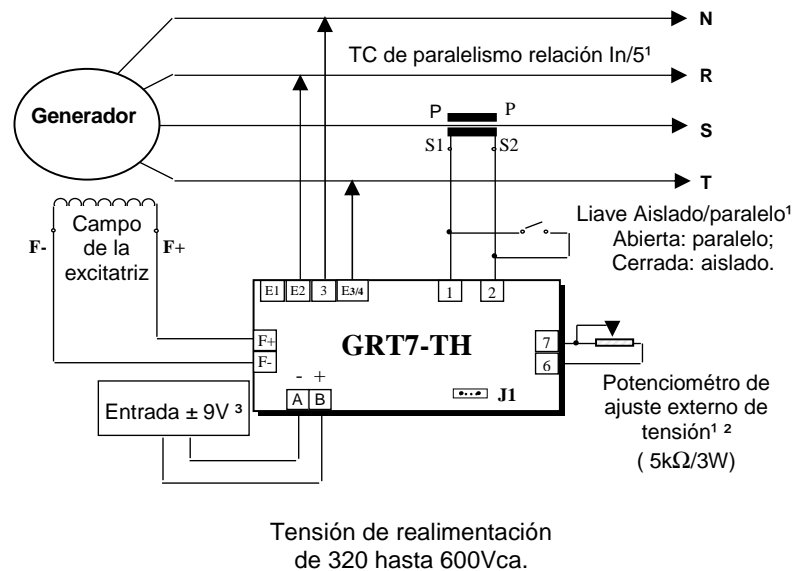 N
TC de paralelismo relación In/5¹
R
Generador
P P
S
S1 S2
T
Liave Aislado/paralelo¹
Abierta: paralelo;
Cerrada: aislado.
Campo
de la
excitatriz
F- F+
E1 E2 3 E3/4 1 2
GRT7-TH
F+
F-
7
6
- +
A B
J1
Entrada ± 9V ³
Potenciométro de
ajuste externo de
tensión¹ ²
( 5kΩ/3W)
Tensión de realimentación
de 320 hasta 600Vca.